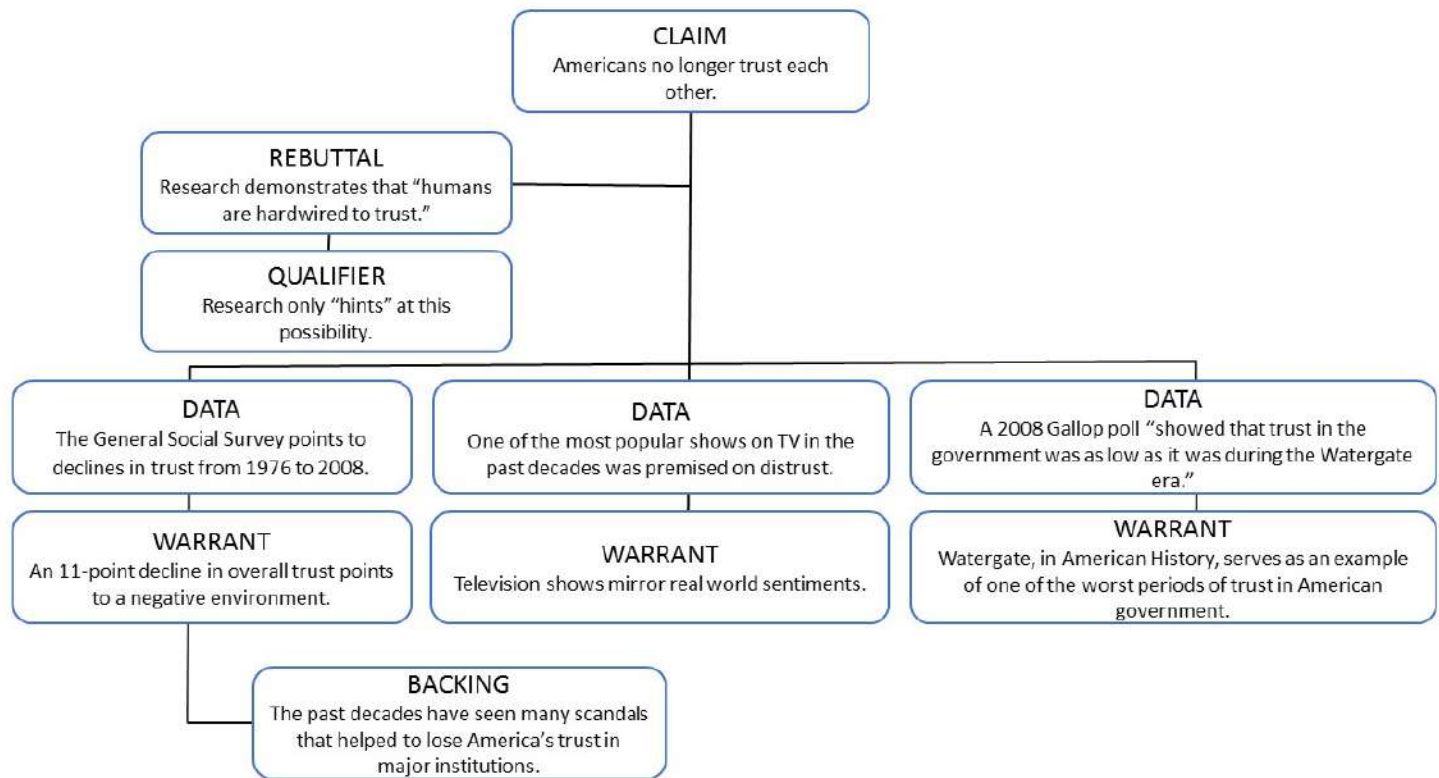 CLAIM
Americans no longer trust each
other.
REBUTTAL
Research demonstrates that “humans
are hardwired to trust.”
QUALIFIER
Research only “hints” at this
possibility.
DATA
The General Social Survey points to
declines in trust from 1976 to 2008.
DATA
One of the most popular shows on TV in the
past decades was premised on distrust.
DATA
A 2008 Gallop poll “showed that trust in the
government was as low as it was during the Watergate
era.”
WARRANT
An 11-point decline in overall trust points
to a negative environment.
WARRANT
Television shows mirror real world sentiments.
WARRANT
Watergate, in American History, serves as an example
of one of the worst periods of trust in American
government.
BACKING
The past decades have seen many scandals
that helped to lose America’s trust in
major institutions.